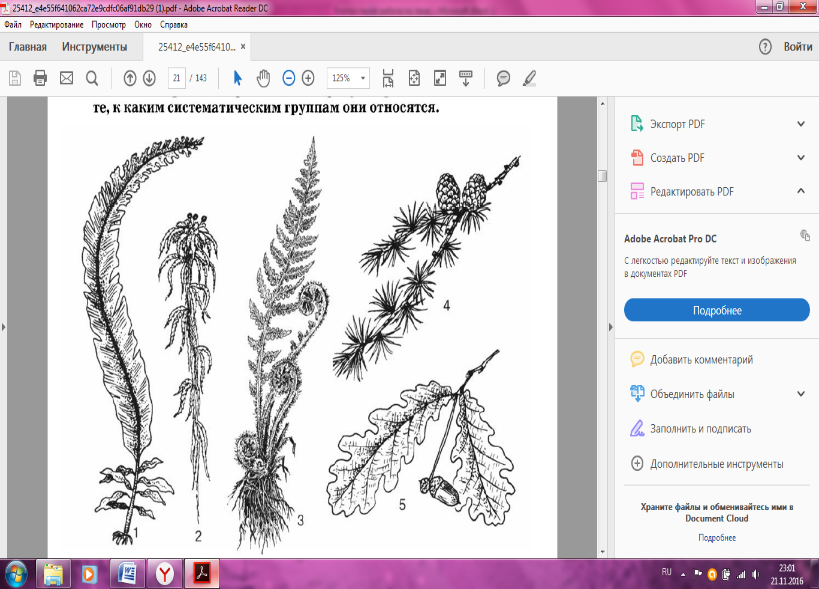 25412_e4e55f641062ca72e9cdfc06af91db29 (1).pdf - Adobe Acrobat Reader DC
Файл Редактирование Просмотр Окно Справка
Главная Инструменты 25412_e4e55f6410... × ? Войти
21 / 143 125%
те, к каким систематическим группам они относятся.
1
2
3
4
5
Экспорт PDF
Создать PDF
Редактировать PDF
Adobe Acrobat Pro DC
С легкостью редактируйте текст и изображения
в документах PDF
Подробнее
Добавить комментарий
Объединить файлы
Заполнить и подписать
Дополнительные инструменты
Храните файлы и обменивайтесь ими в
Document Cloud
Подробнее
RU 23:01
21.11.2016